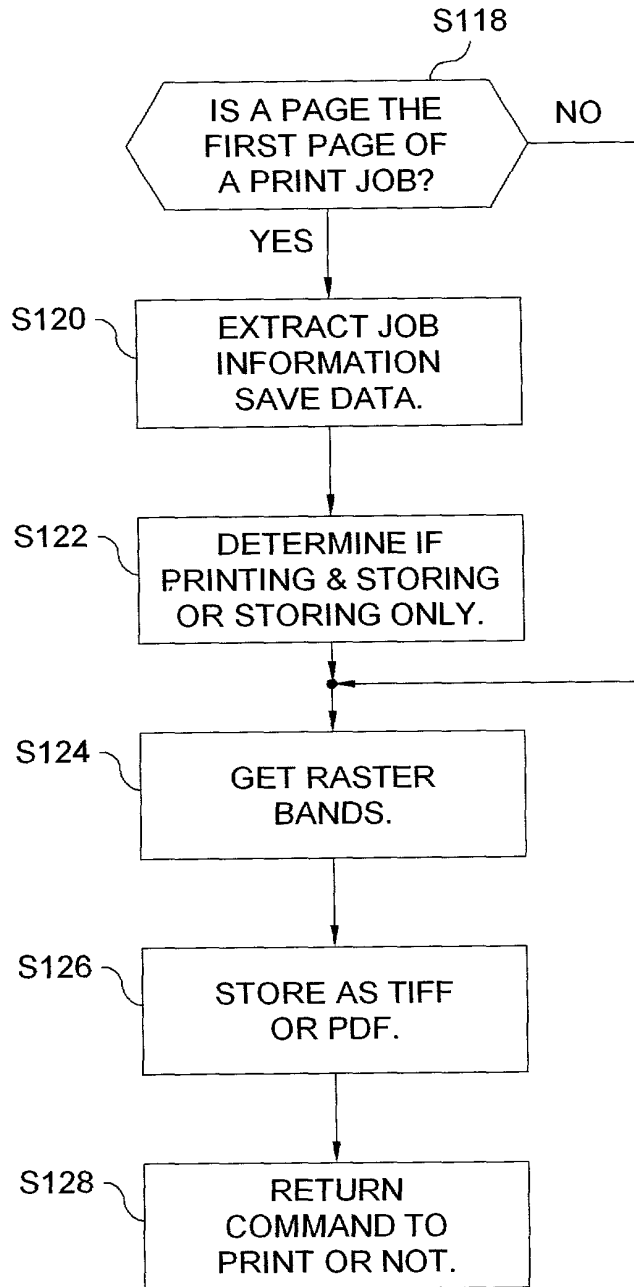 S118
IS A PAGE THE
FIRST PAGE OF
A PRINT JOB?
NO
YES
S120
EXTRACT JOB
INFORMATION
SAVE DATA.
S122
DETERMINE IF
PRINTING & STORING
OR STORING ONLY.
S124
GET RASTER
BANDS.
S126
STORE AS TIFF
OR PDF.
S128
RETURN
COMMAND TO
PRINT OR NOT.